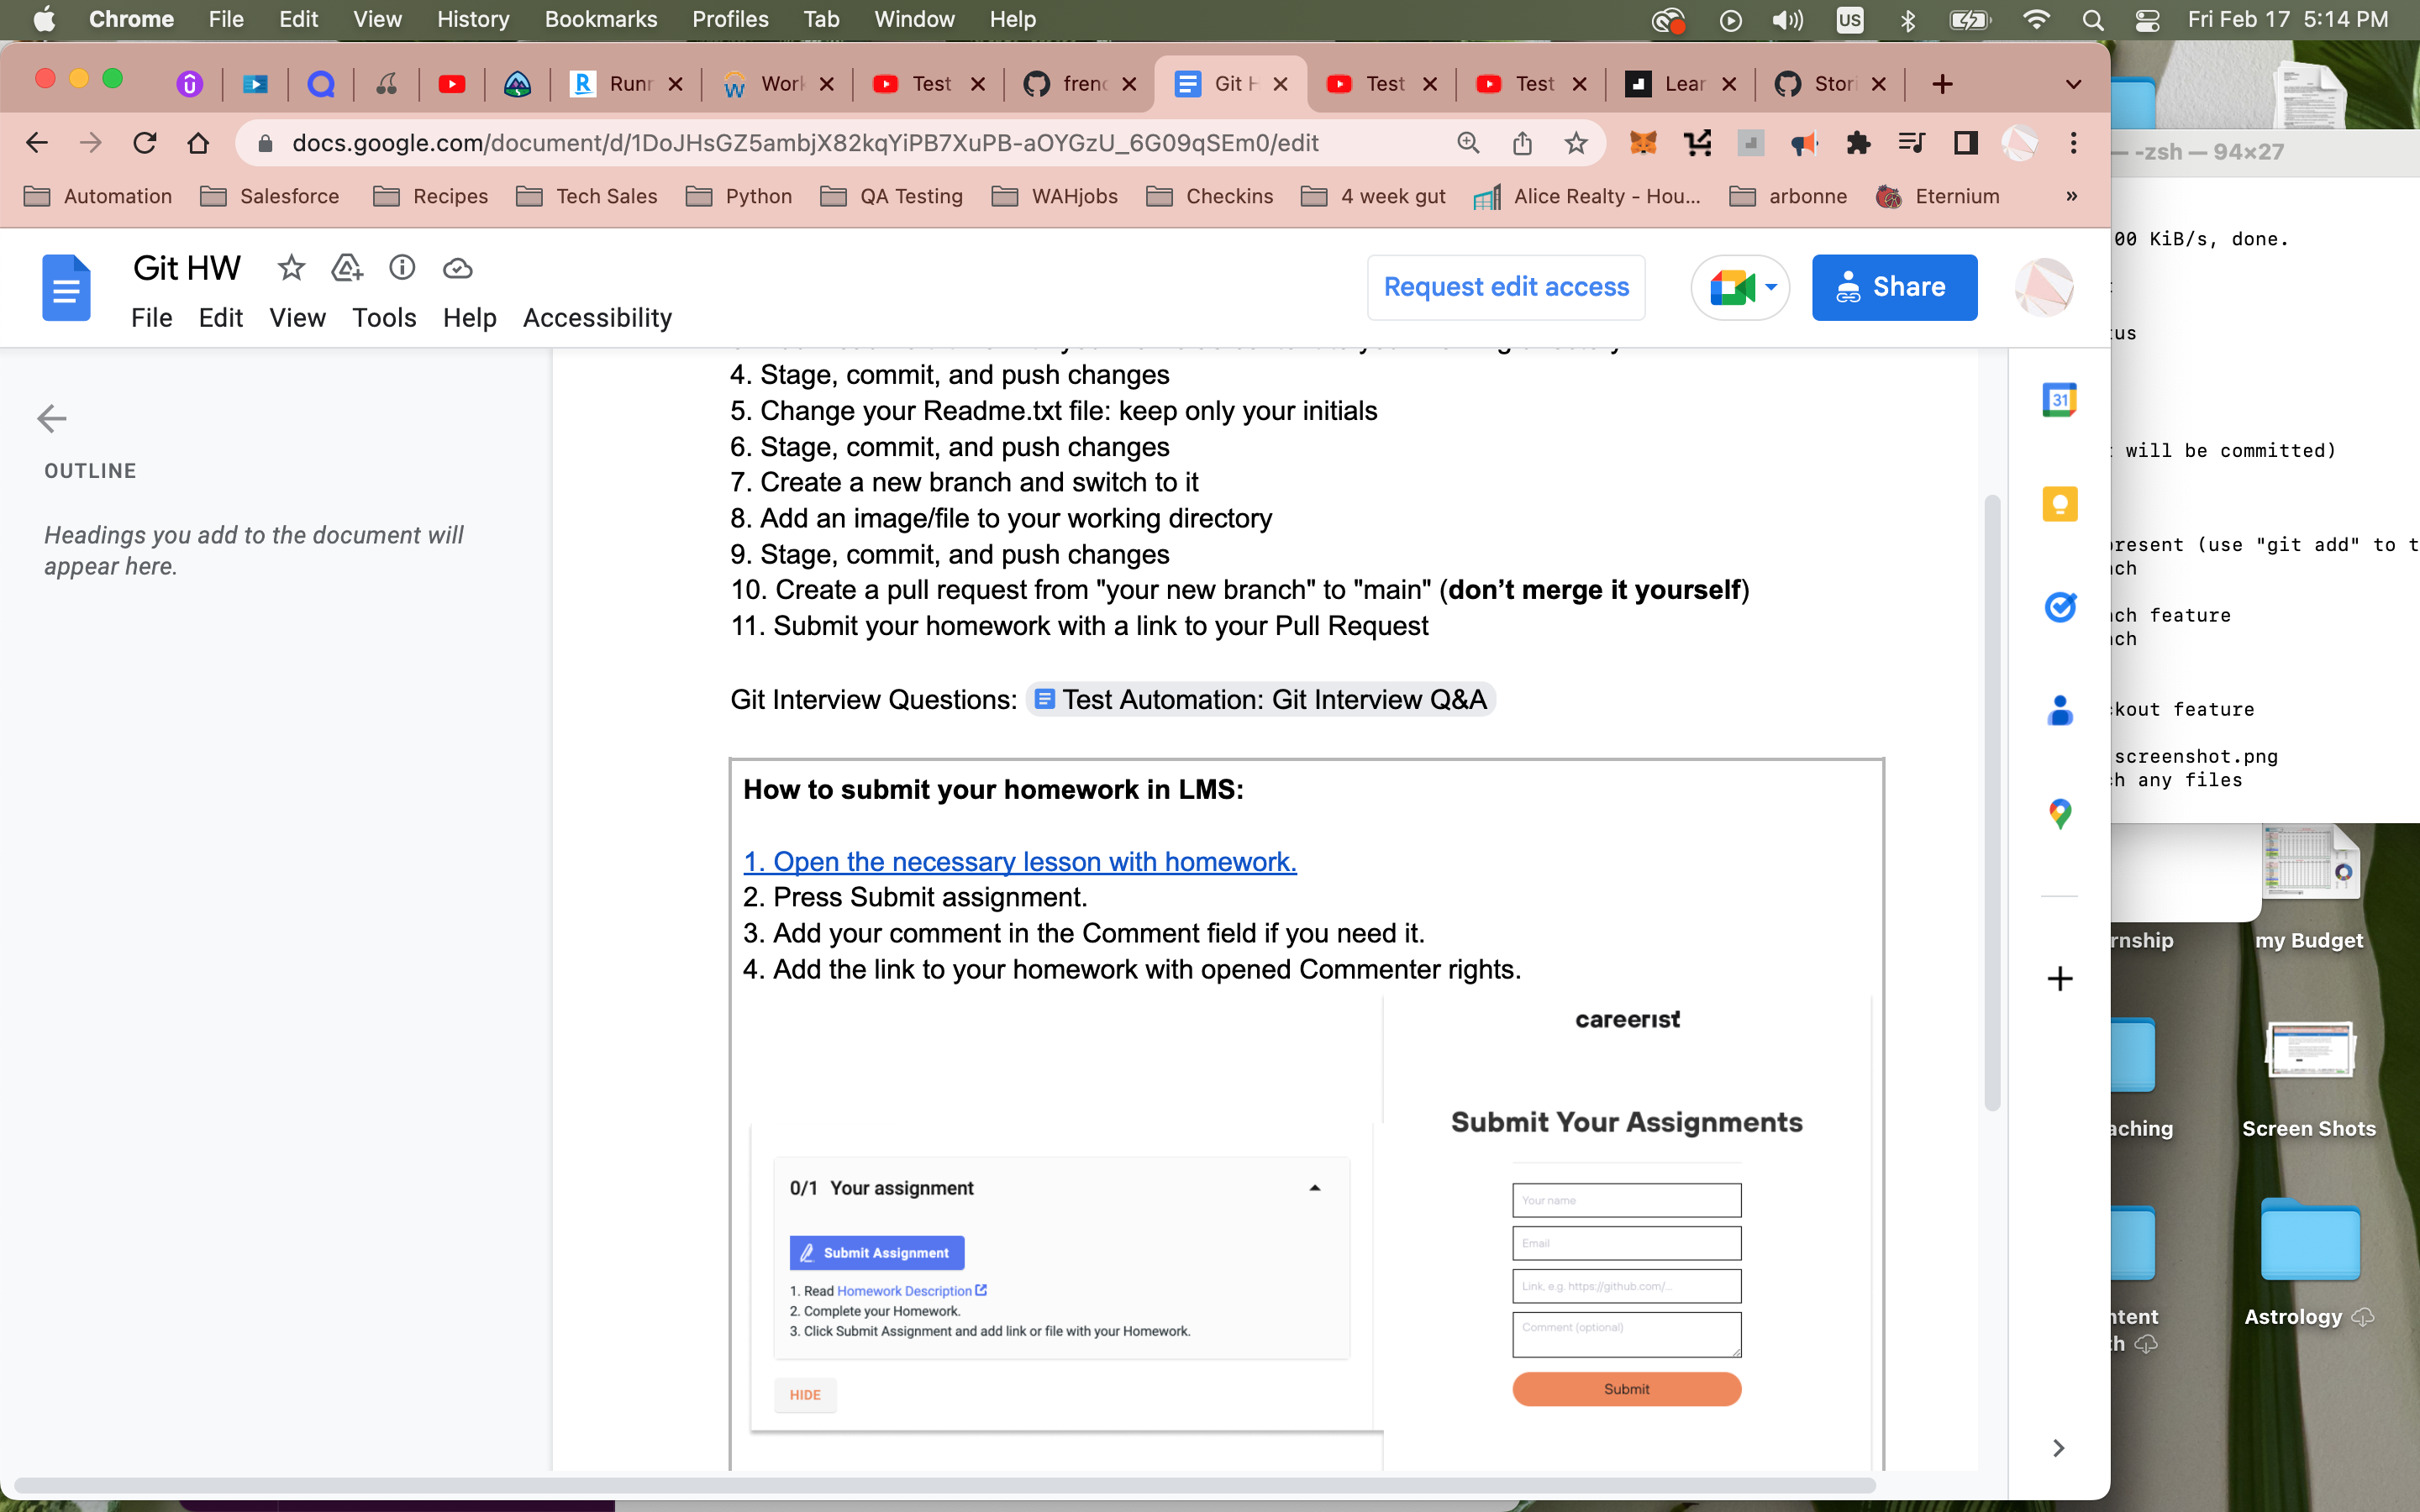 Chrome File Edit View History Bookmarks Profiles Tab Window Help US Fri Feb 17 5:14 PM
Runr Work Test frenc Git H Test Test Lear Stori
docs.google.com/document/d/1DoJHsGZ5ambjX82kqYiPB7XuPB-aOYGzU_6G09qSEm0/edit
-zsh — 94×27
Automation Salesforce Recipes Tech Sales Python QA Testing WAHjobs Checkins 4 week gut Alice Realty - Hou... arbonne Eternium »
00 KiB/s, done.
Git HW
Request edit access
Share
File Edit View Tools Help Accessibility
tus
4. Stage, commit, and push changes
5. Change your Readme.txt file: keep only your initials
6. Stage, commit, and push changes
7. Create a new branch and switch to it
8. Add an image/file to your working directory
9. Stage, commit, and push changes
10. Create a pull request from "your new branch" to "main" (don’t merge it yourself)
11. Submit your homework with a link to your Pull Request
OUTLINE
Headings you add to the document will
appear here.
31
will be committed)
present (use "git add" to t
nch
nch feature
nch
Git Interview Questions: Test Automation: Git Interview Q&A
ckout feature
screenshot.png
ch any files
How to submit your homework in LMS:
1. Open the necessary lesson with homework.
2. Press Submit assignment.
3. Add your comment in the Comment field if you need it.
4. Add the link to your homework with opened Commenter rights.
careerist
Submit Your Assignments
0/1 Your assignment
Submit Assignment
1. Read Homework Description
2. Complete your Homework.
3. Click Submit Assignment and add link or file with your Homework.
HIDE
Your name
Email
Link, e.g. https://github.com/...
Comment (optional)
Submit
rnship
my Budget
aching
Screen Shots
ntent
th
Astrology